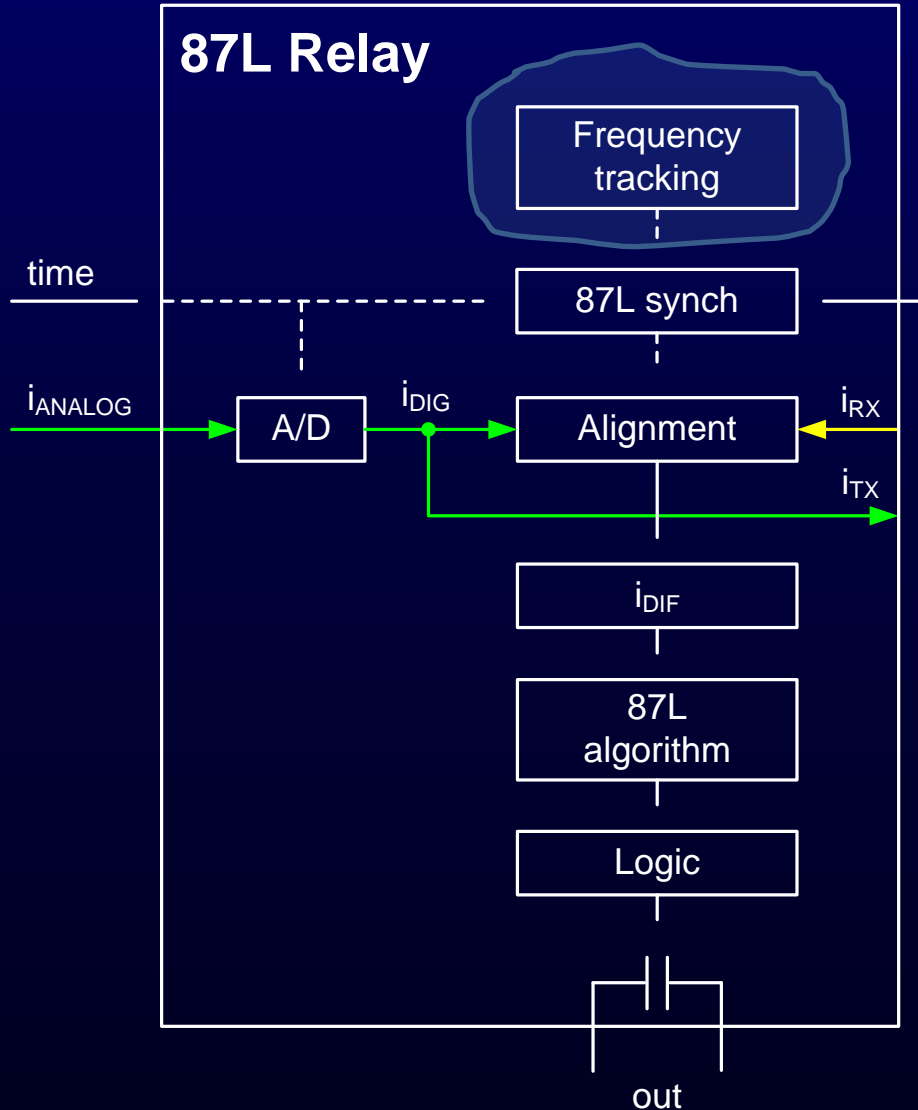 87L Relay
Frequency
tracking
time
87L synch
iANALOG
A/D
iDIG
Alignment
iRX
iTX
iDIF
87L
algorithm
Logic
out